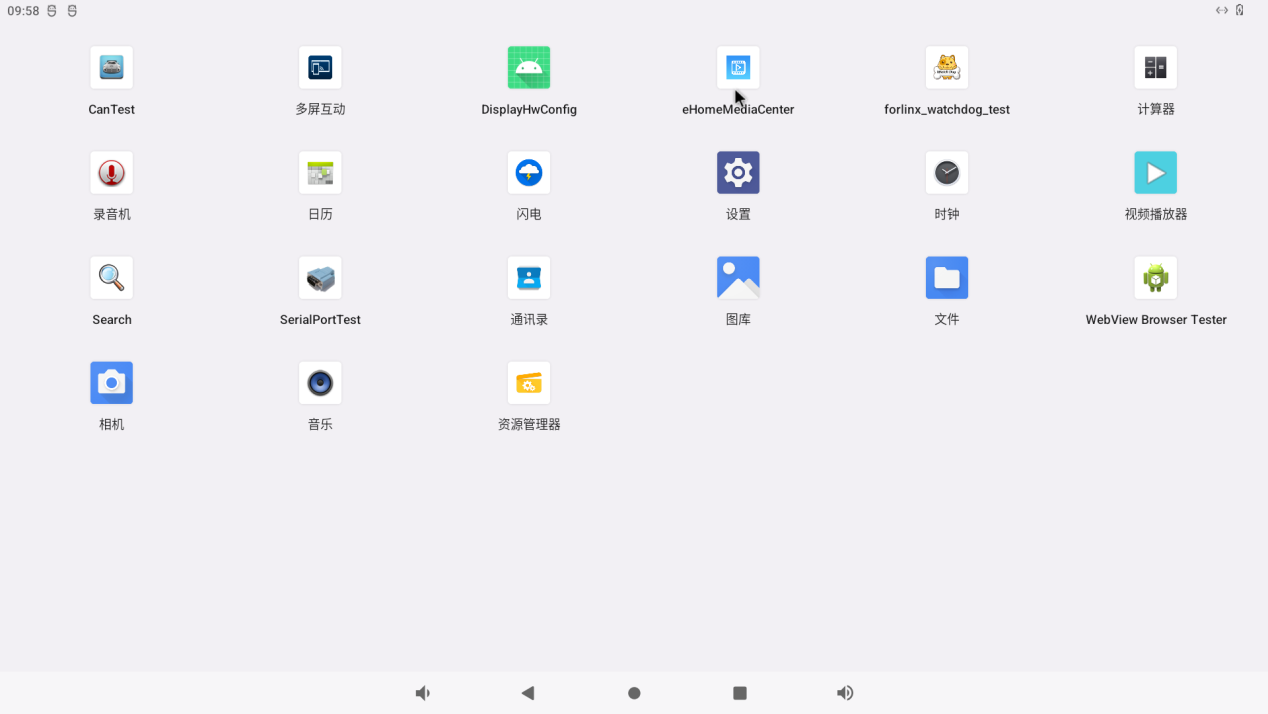 09:58
CanTest
多屏互动
DisplayHwConfig
eHomeMediaCenter
forlinx_watchdog_test
计算器
录音机
日历
闪电
设置
时钟
视频播放器
Search
SerialPortTest
通讯录
图库
文件
WebView Browser Tester
相机
音乐
资源管理器